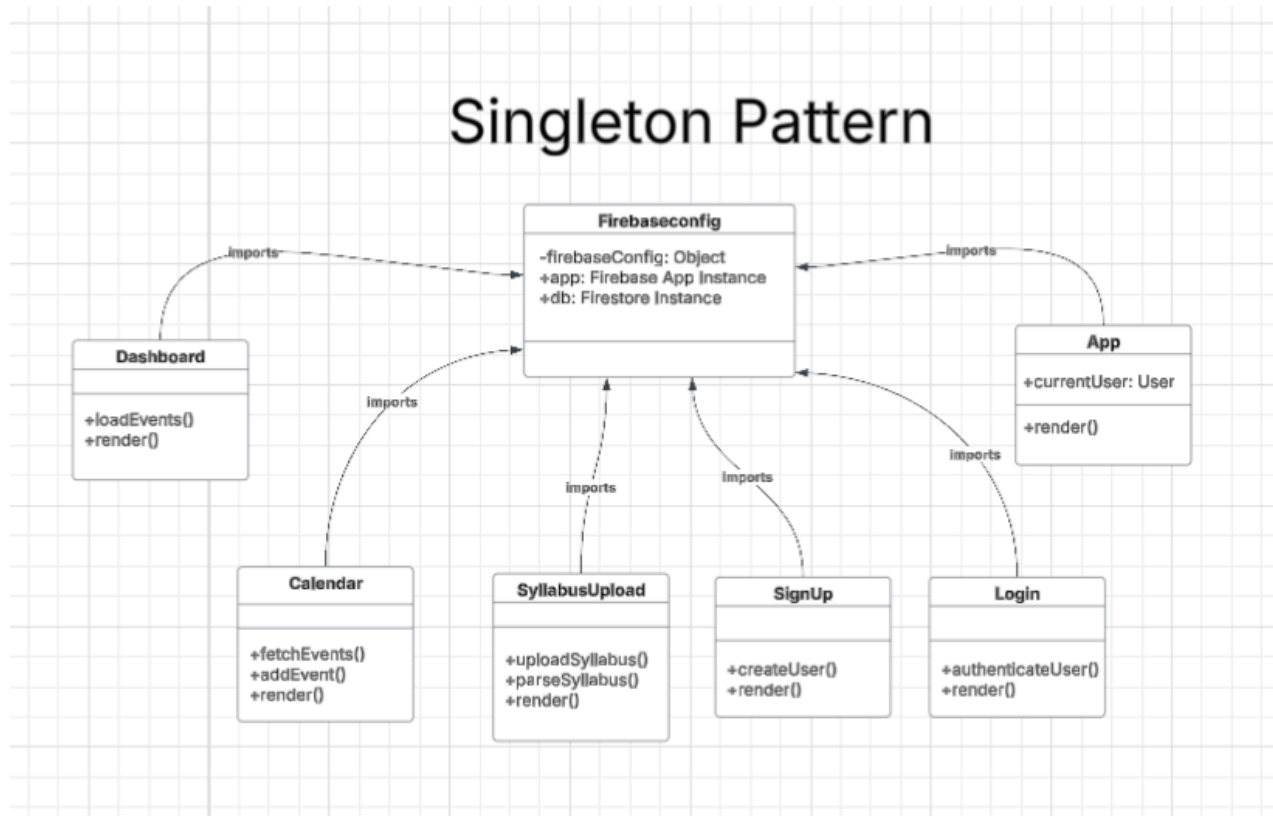 Singleton Pattern
Firebaseconfig
-firebaseConfig: Object
+app: Firebase App Instance
+db: Firestore Instance
imports
imports
Dashboard
+loadEvents()
+render()
App
+currentUser: User
+render()
imports
imports
imports
imports
Calendar
+fetchEvents()
+addEvent()
+render()
SyllabusUpload
+uploadSyllabus()
+parseSyllabus()
+render()
SignUp
+createUser()
+render()
Login
+authenticateUser()
+render()